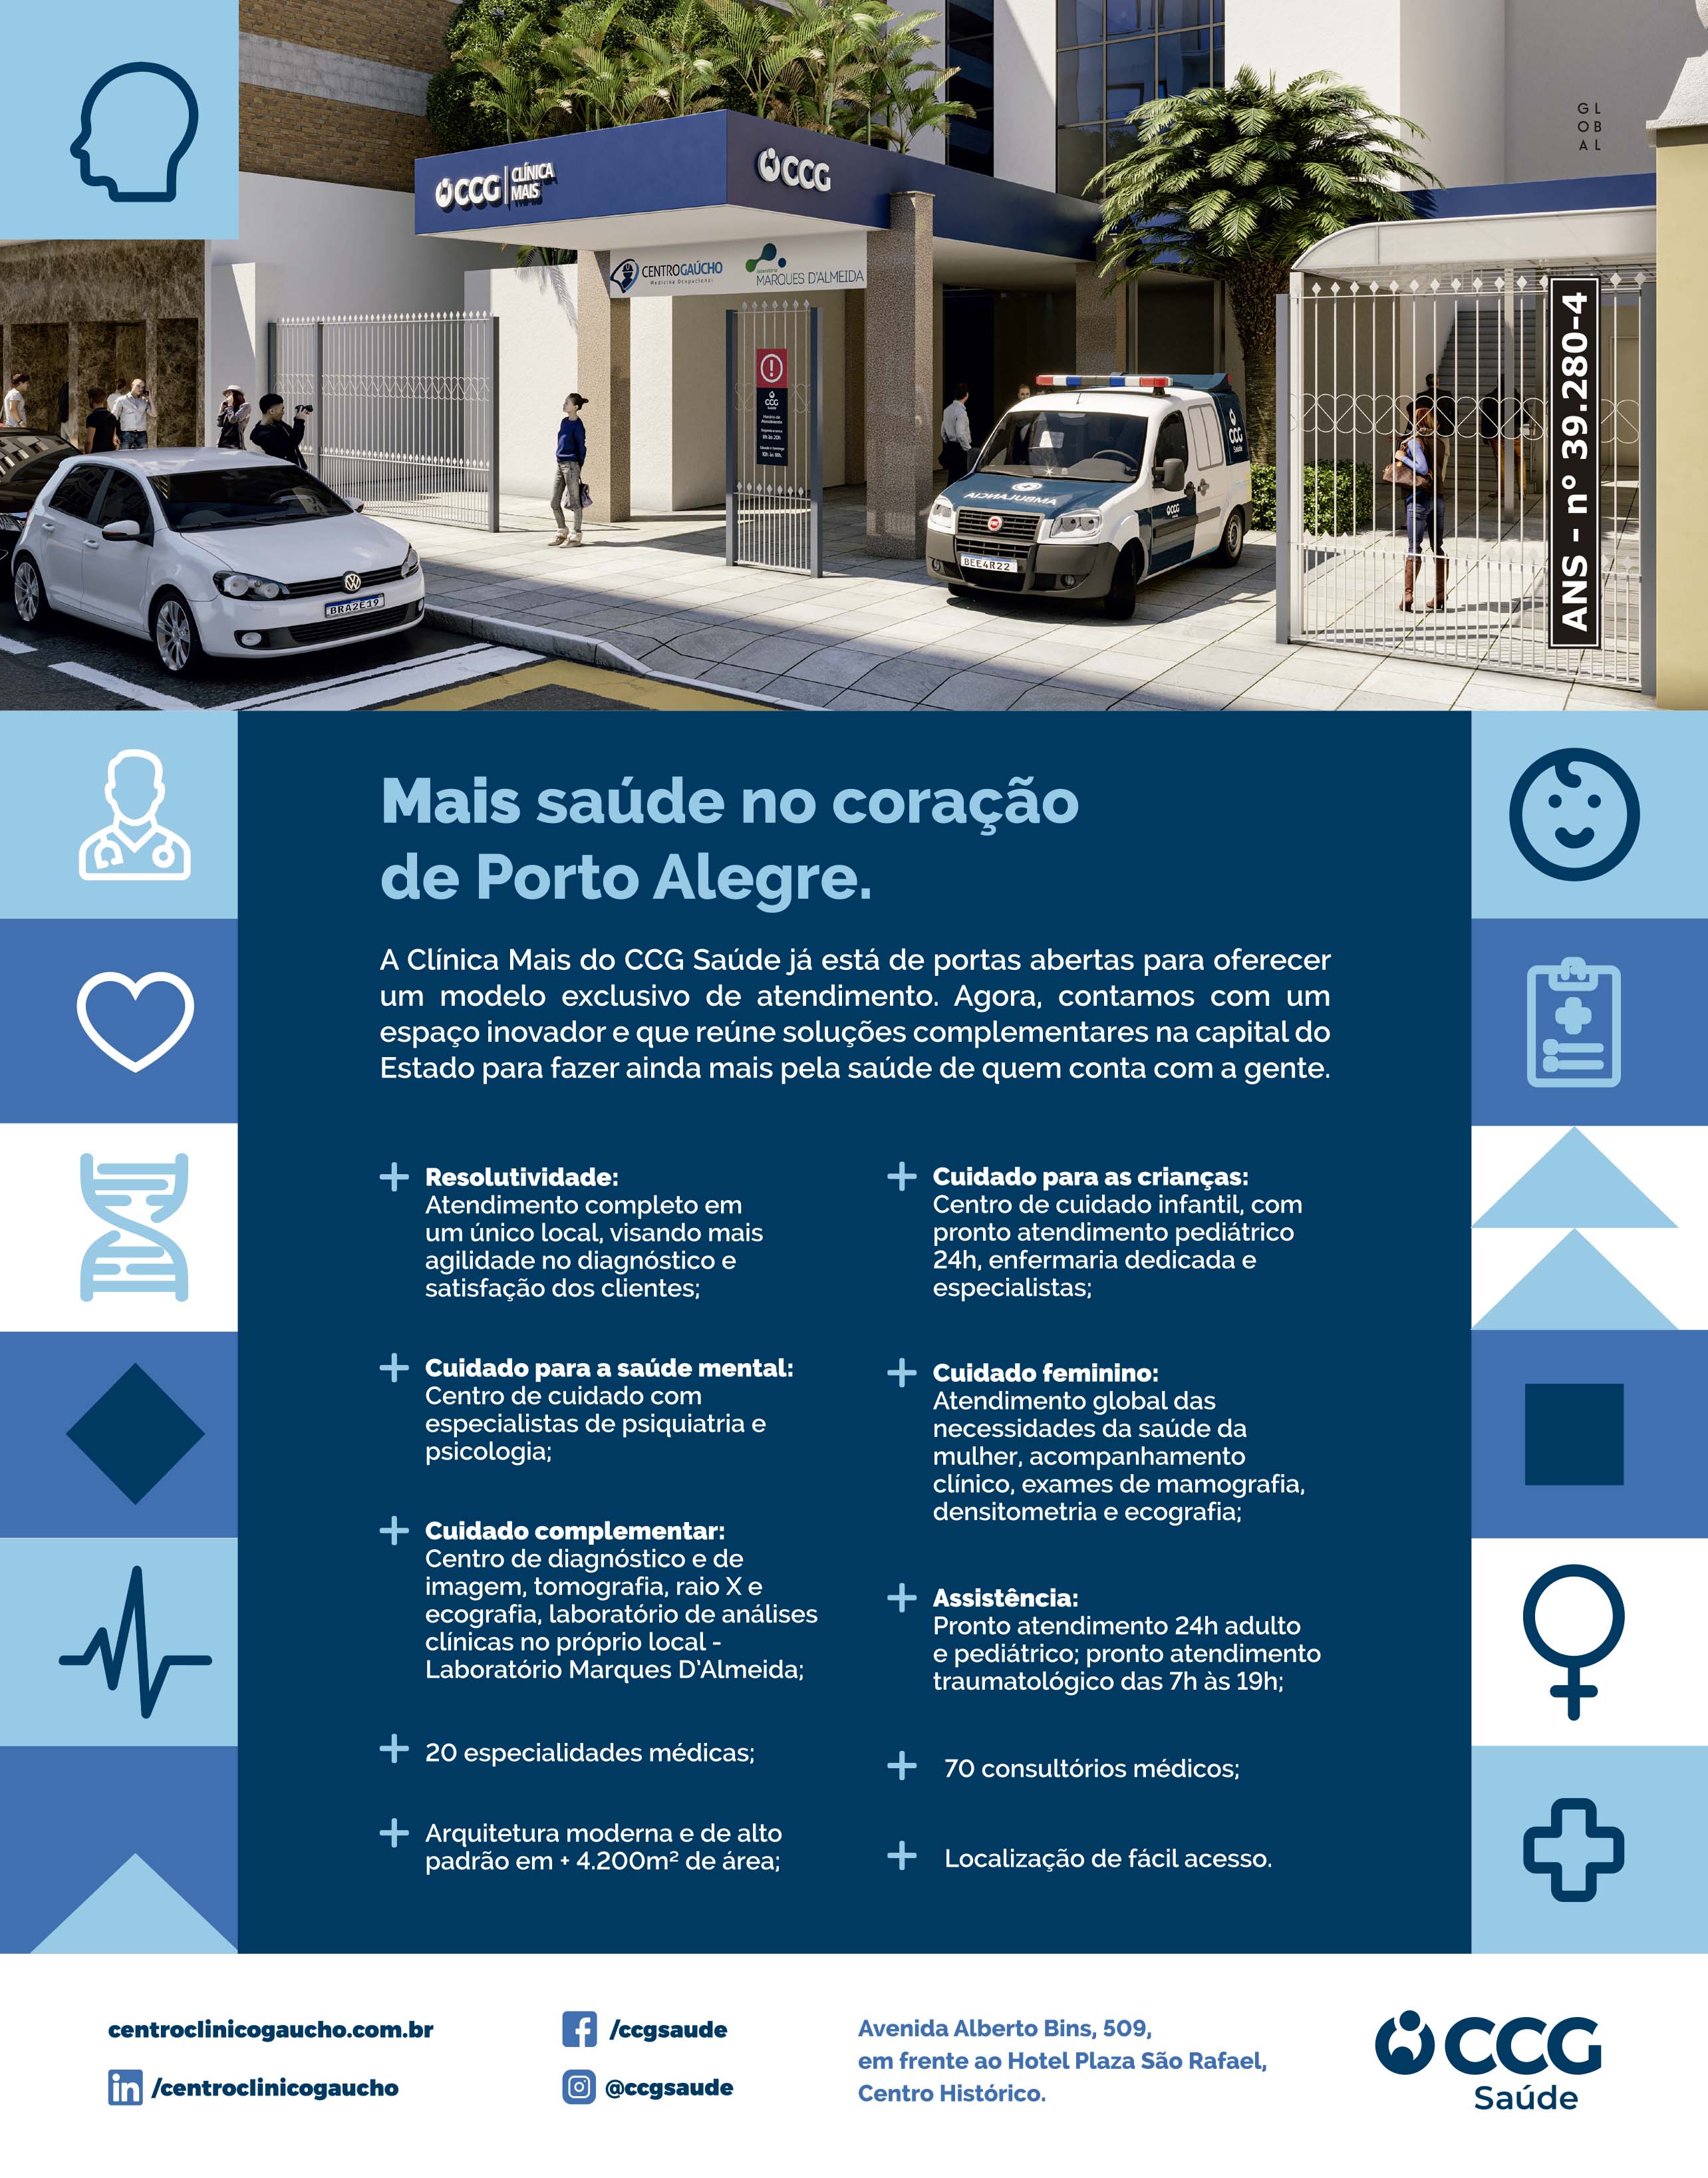 GL
OB
AL
CCG CLÍNICA
MAIS
CCG
CENTROGAÚCHO
Medicina Ocupacional
MARQUES D'ALMEIDA
CCG
Saúde
CCG
Saúde
AMBULANCIA
CCG
BEE4R22
BRA2E19
ANS - nº 39.280-4
Mais saúde no coração
de Porto Alegre.
A Clínica Mais do CCG Saúde já está de portas abertas para oferecer
um modelo exclusivo de atendimento. Agora, contamos com um
espaço inovador e que reúne soluções complementares na capital do
Estado para fazer ainda mais pela saúde de quem conta com a gente.
+ Resolutividade:
Atendimento completo em
um único local, visando mais
agilidade no diagnóstico e
satisfação dos clientes;
+ Cuidado para a saúde mental:
Centro de cuidado com
especialistas de psiquiatria e
psicologia;
+ Cuidado complementar:
Centro de diagnóstico e de
imagem, tomografia, raio X e
ecografia, laboratório de análises
clínicas no próprio local -
Laboratório Marques D'Almeida;
+ 20 especialidades médicas;
+ Arquitetura moderna e de alto
padrão em + 4.200m² de área;
+ Cuidado para as crianças:
Centro de cuidado infantil, com
pronto atendimento pediátrico
24h, enfermaria dedicada e
especialistas;
+ Cuidado feminino:
Atendimento global das
necessidades da saúde da
mulher, acompanhamento
clínico, exames de mamografia,
densitometria e ecografia;
+ Assistência:
Pronto atendimento 24h adulto
e pediátrico; pronto atendimento
traumatológico das 7h às 19h;
+ 70 consultórios médicos;
+ Localização de fácil acesso.
centroclinicogaucho.com.br
in /centroclinicogaucho
/ccgsaude
@ccgsaude
Avenida Alberto Bins, 509,
em frente ao Hotel Plaza São Rafael,
Centro Histórico.
CCG
Saúde